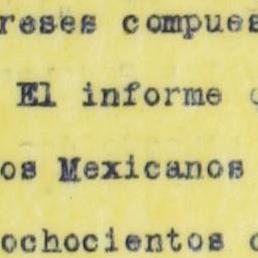 reses compues
El informe
os Mexicanos
ochocientos